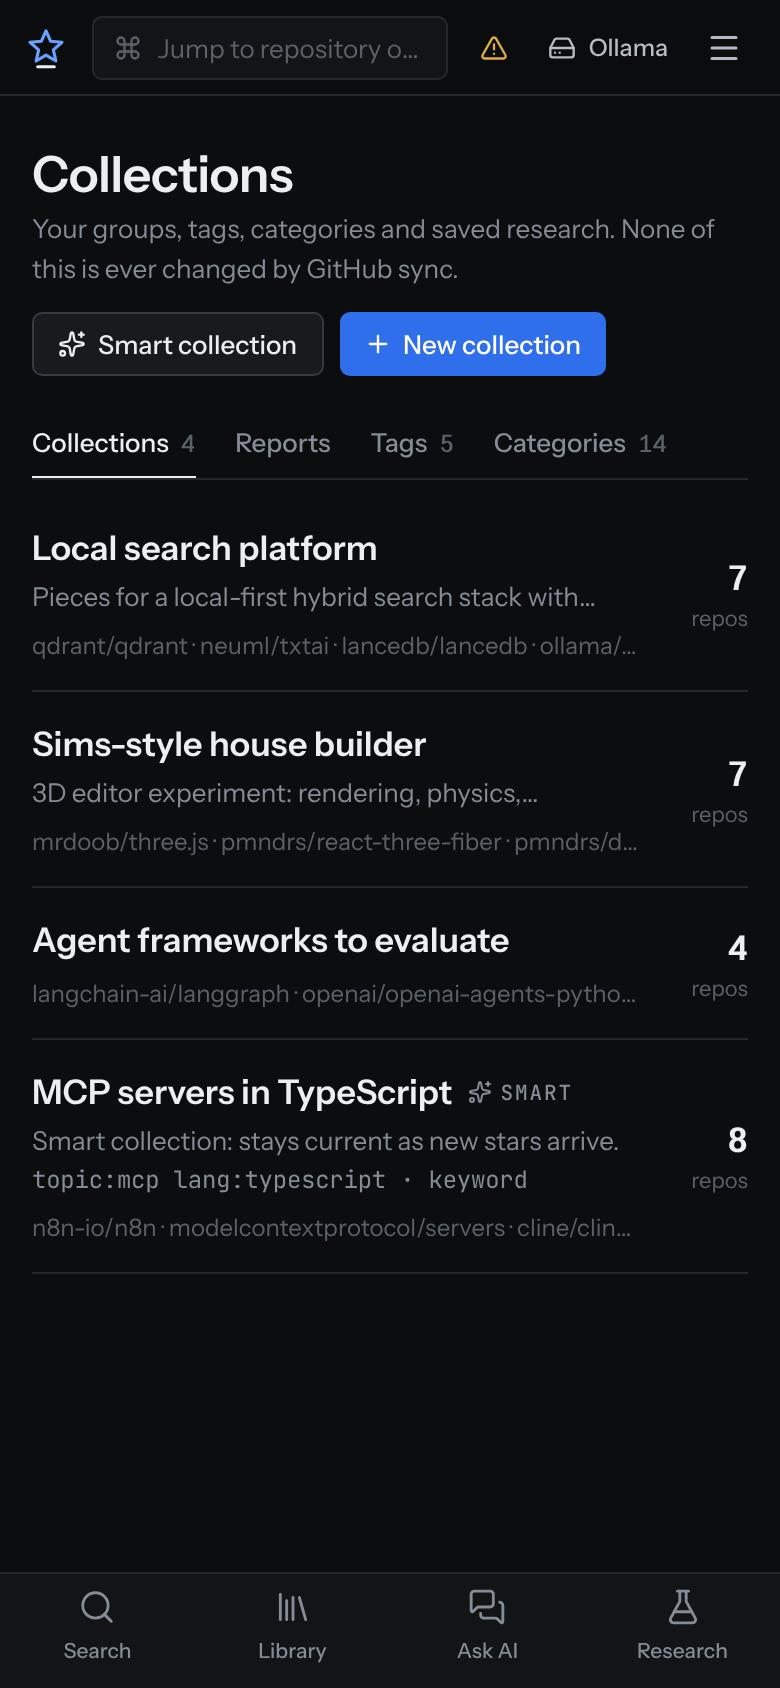 Jump to repository o...
Ollama
Collections
Your groups, tags, categories and saved research. None of
this is ever changed by GitHub sync.
Smart collection
New collection
Collections 4 Reports Tags 5 Categories 14
Local search platform
Pieces for a local-first hybrid search stack with...
qdrant/qdrant · neuml/txtai · lancedb/lancedb · ollama/...
7
repos
Sims-style house builder
3D editor experiment: rendering, physics,...
mrdoob/three.js · pmndrs/react-three-fiber · pmndrs/d...
7
repos
Agent frameworks to evaluate
langchain-ai/langgraph · openai/openai-agents-pytho...
4
repos
MCP servers in TypeScript SMART
Smart collection: stays current as new stars arrive.
topic:mcp lang:typescript · keyword
n8n-io/n8n · modelcontextprotocol/servers · cline/clin...
8
repos
Search
Library
Ask AI
Research